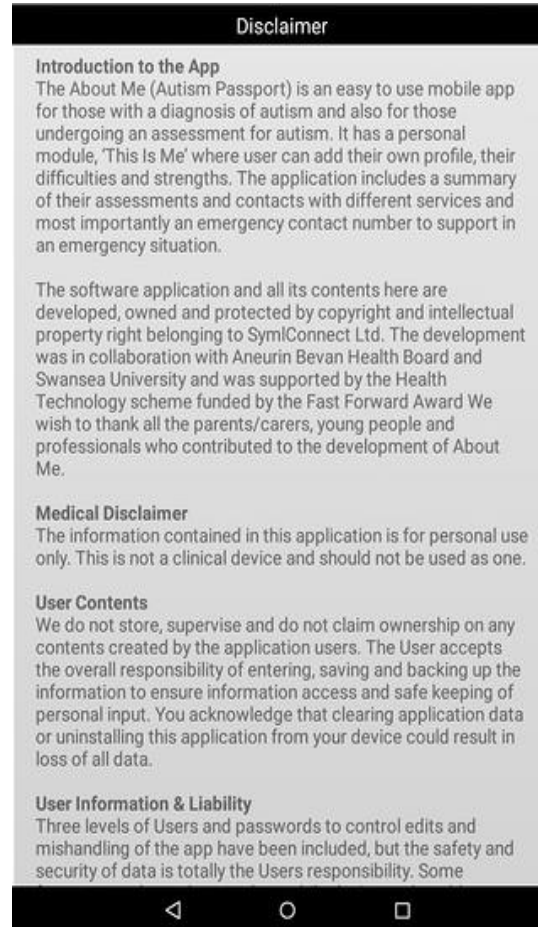 Disclaimer
Introduction to the App
The About Me (Autism Passport) is an easy to use mobile app
for those with a diagnosis of autism and also for those
undergoing an assessment for autism. It has a personal
module, 'This Is Me' where user can add their own profile, their
difficulties and strengths. The application includes a summary
of their assessments and contacts with different services and
most importantly an emergency contact number to support in
an emergency situation.
The software application and all its contents here are
developed, owned and protected by copyright and intellectual
property right belonging to SymlConnect Ltd. The development
was in collaboration with Aneurin Bevan Health Board and
Swansea University and was supported by the Health
Technology scheme funded by the Fast Forward Award We
wish to thank all the parents/carers, young people and
professionals who contributed to the development of About
Me.
Medical Disclaimer
The information contained in this application is for personal use
only. This is not a clinical device and should not be used as one.
User Contents
We do not store, supervise and do not claim ownership on any
contents created by the application users. The User accepts
the overall responsibility of entering, saving and backing up the
information to ensure information access and safe keeping of
personal input. You acknowledge that clearing application data
or uninstalling this application from your device could result in
loss of all data.
User Information & Liability
Three levels of Users and passwords to control edits and
mishandling of the app have been included, but the safety and
security of data is totally the Users responsibility. Some